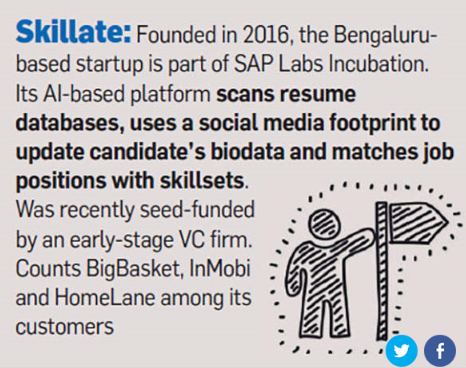 Skillate: Founded in 2016, the Bengaluru-
based startup is part of SAP Labs Incubation.
Its AI-based platform scans resume
databases, uses a social media footprint to
update candidate's biodata and matches job
positions with skillsets.
Was recently seed-funded
by an early-stage VC firm.
Counts BigBasket, InMobi
and HomeLane among its
customers